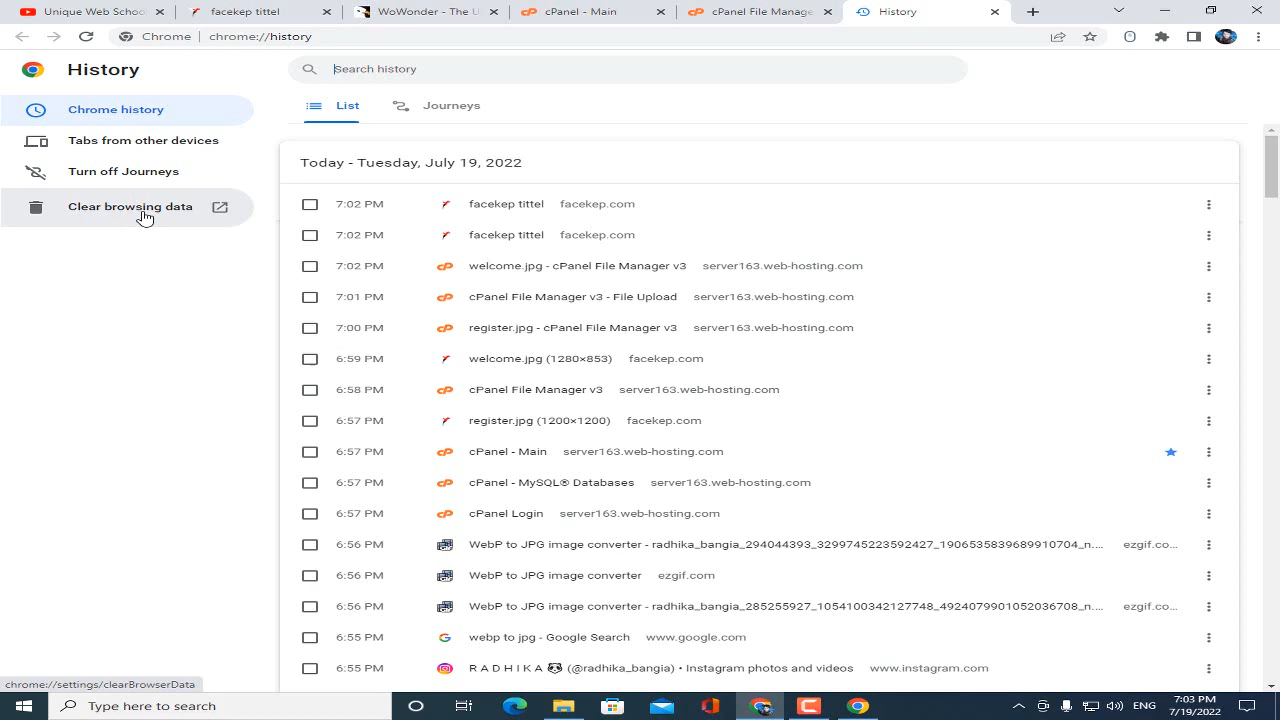 Unique Web Schoo
facekep tittel
WoWonder - The U
cPanel - Main
cPanel File Manage
History
Chrome
chrome://history
History
Search history
Chrome history
Tabs from other devices
Turn off Journeys
Clear browsing data
List
Journeys
Today - Tuesday, July 19, 2022
7:02 PM facekep tittel facekep.com
7:02 PM facekep tittel facekep.com
7:02 PM welcome.jpg - cPanel File Manager v3 server163.web-hosting.com
7:01 PM cPanel File Manager v3 - File Upload server163.web-hosting.com
7:00 PM register.jpg - cPanel File Manager v3 server163.web-hosting.com
6:59 PM welcome.jpg (1280×853) facekep.com
6:58 PM cPanel File Manager v3 server163.web-hosting.com
6:57 PM register.jpg (1200×1200) facekep.com
6:57 PM cPanel - Main server163.web-hosting.com
6:57 PM cPanel - MySQL® Databases server163.web-hosting.com
6:57 PM cPanel Login server163.web-hosting.com
6:56 PM WebP to JPG image converter - radhika_bangia_294044393_3299745223592427_1906535839689910704_n.... ezgif.co...
6:56 PM WebP to JPG image converter ezgif.com
6:56 PM WebP to JPG image converter - radhika_bangia_285255927_1054100342127748_4924079901052036708_n.... ezgif.co...
6:55 PM webp to jpg - Google Search www.google.com
6:55 PM R A D H I K A 🐼 (@radhika_bangia) • Instagram photos and videos www.instagram.com
chrome://settings/clearBrowserData
Type here to search
ENG
7:03 PM
7/19/2022